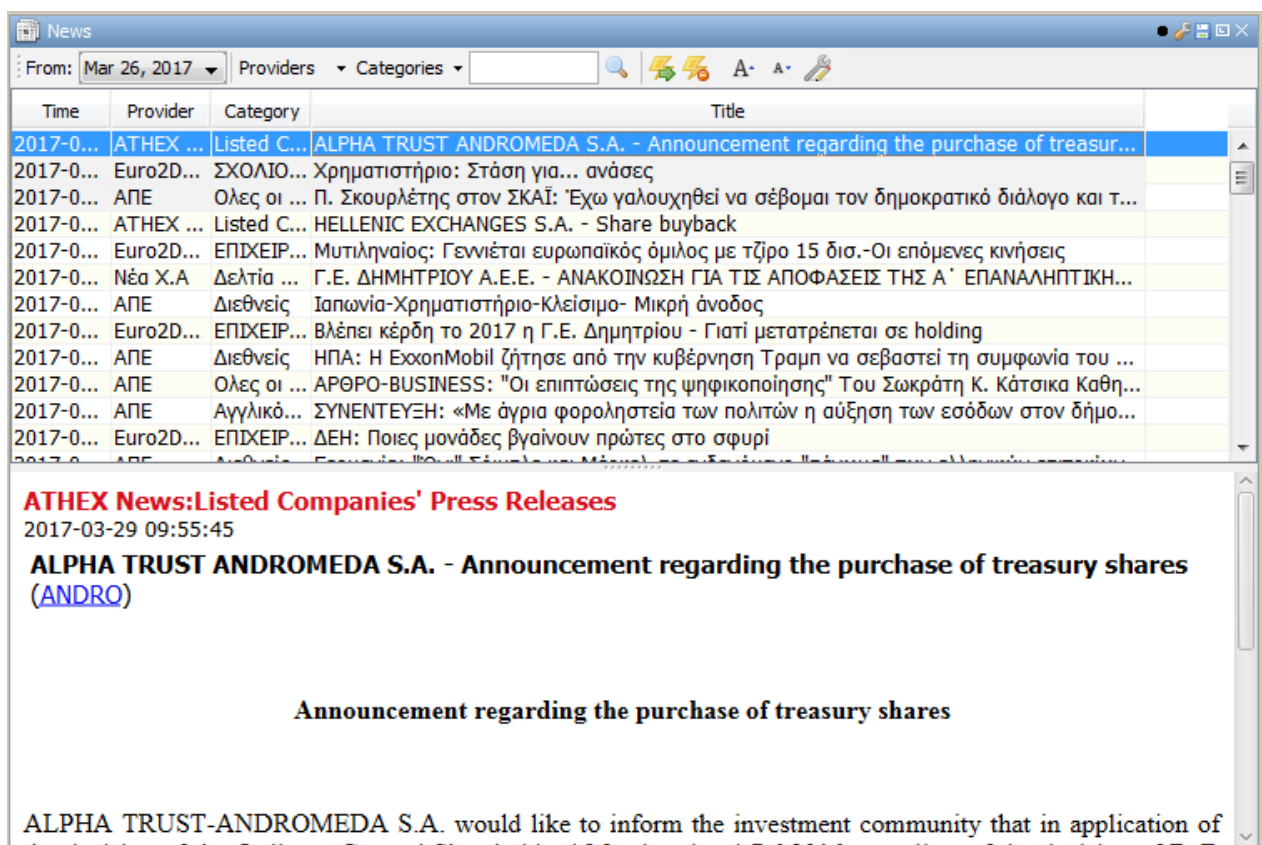 News
From: Mar 26, 2017 Providers Categories
Time Provider Category Title
2017-0... ATHEX ... Listed C... ALPHA TRUST ANDROMEDA S.A. - Announcement regarding the purchase of treasur...
2017-0... Euro2D... ΣΧΟΛΙΟ... Χρηματιστήριο: Στάση για... ανάσες
2017-0... ΑΠΕ Ολες οι ... Π. Σκουρλέτης στον ΣΚΑΪ: Έχω γαλουχηθεί να σέβομαι τον δημοκρατικό διάλογο και τ...
2017-0... ATHEX ... Listed C... HELLENIC EXCHANGES S.A. - Share buyback
2017-0... Euro2D... ΕΠΙΧΕΙΡ... Μυτιληναίος: Γεννιέται ευρωπαϊκός όμιλος με τζίρο 15 δισ.-Οι επόμενες κινήσεις
2017-0... Νέα Χ.Α Δελτία ... Γ.Ε. ΔΗΜΗΤΡΙΟΥ Α.Ε.Ε. - ΑΝΑΚΟΙΝΩΣΗ ΓΙΑ ΤΙΣ ΑΠΟΦΑΣΕΙΣ ΤΗΣ Α΄ ΕΠΑΝΑΛΗΠΤΙΚΗ...
2017-0... ΑΠΕ Διεθνείς Ιαπωνία-Χρηματιστήριο-Κλείσιμο- Μικρή άνοδος
2017-0... Euro2D... ΕΠΙΧΕΙΡ... Βλέπει κέρδη το 2017 η Γ.Ε. Δημητρίου - Γιατί μετατρέπεται σε holding
2017-0... ΑΠΕ Διεθνείς ΗΠΑ: Η ExxonMobil ζήτησε από την κυβέρνηση Τραμπ να σεβαστεί τη συμφωνία του ...
2017-0... ΑΠΕ Ολες οι ... ΑΡΘΡΟ-BUSINESS: "Οι επιπτώσεις της ψηφικοποίησης" Του Σωκράτη Κ. Κάτσικα Καθη...
2017-0... ΑΠΕ Αγγλικό... ΣΥΝΕΝΤΕΥΞΗ: «Με άγρια φοροληστεία των πολιτών η αύξηση των εσόδων στον δήμο...
2017-0... Euro2D... ΕΠΙΧΕΙΡ... ΔΕΗ: Ποιες μονάδες βγαίνουν πρώτες στο σφυρί
ATHEX News:Listed Companies' Press Releases
2017-03-29 09:55:45
ALPHA TRUST ANDROMEDA S.A. - Announcement regarding the purchase of treasury shares
(ANDRO)
Announcement regarding the purchase of treasury shares
ALPHA TRUST-ANDROMEDA S.A. would like to inform the investment community that in application of